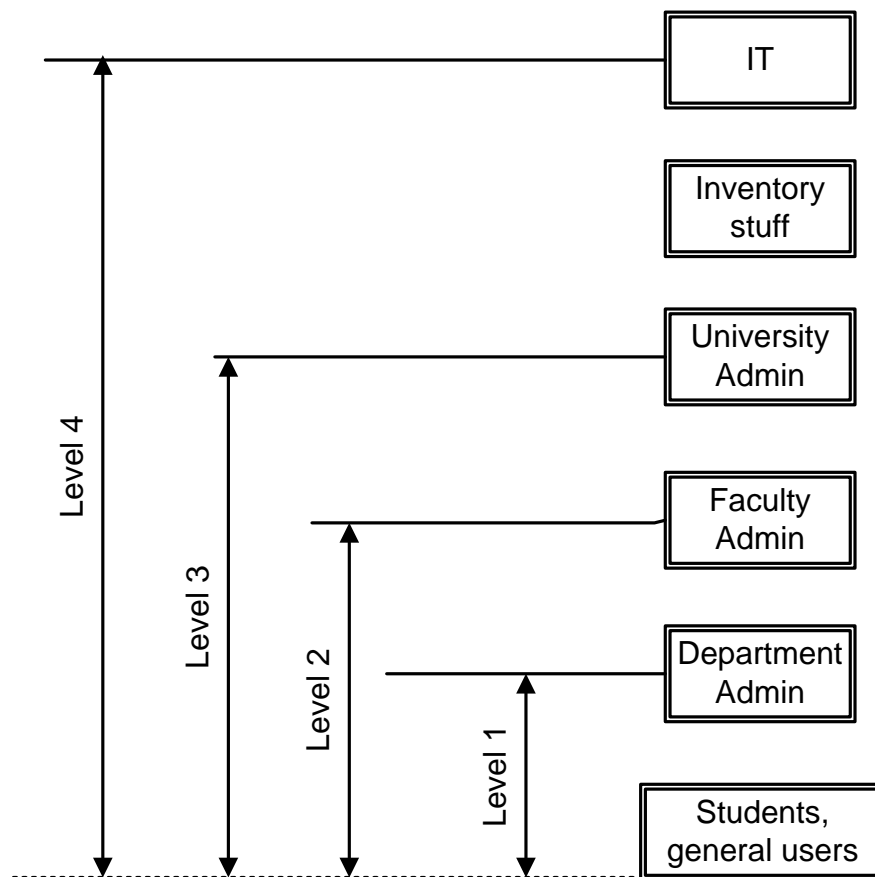 IT
Inventory
stuff
University
Admin
Faculty
Admin
Department
Admin
Students,
general users
Level 4
Level 3
Level 2
Level 1